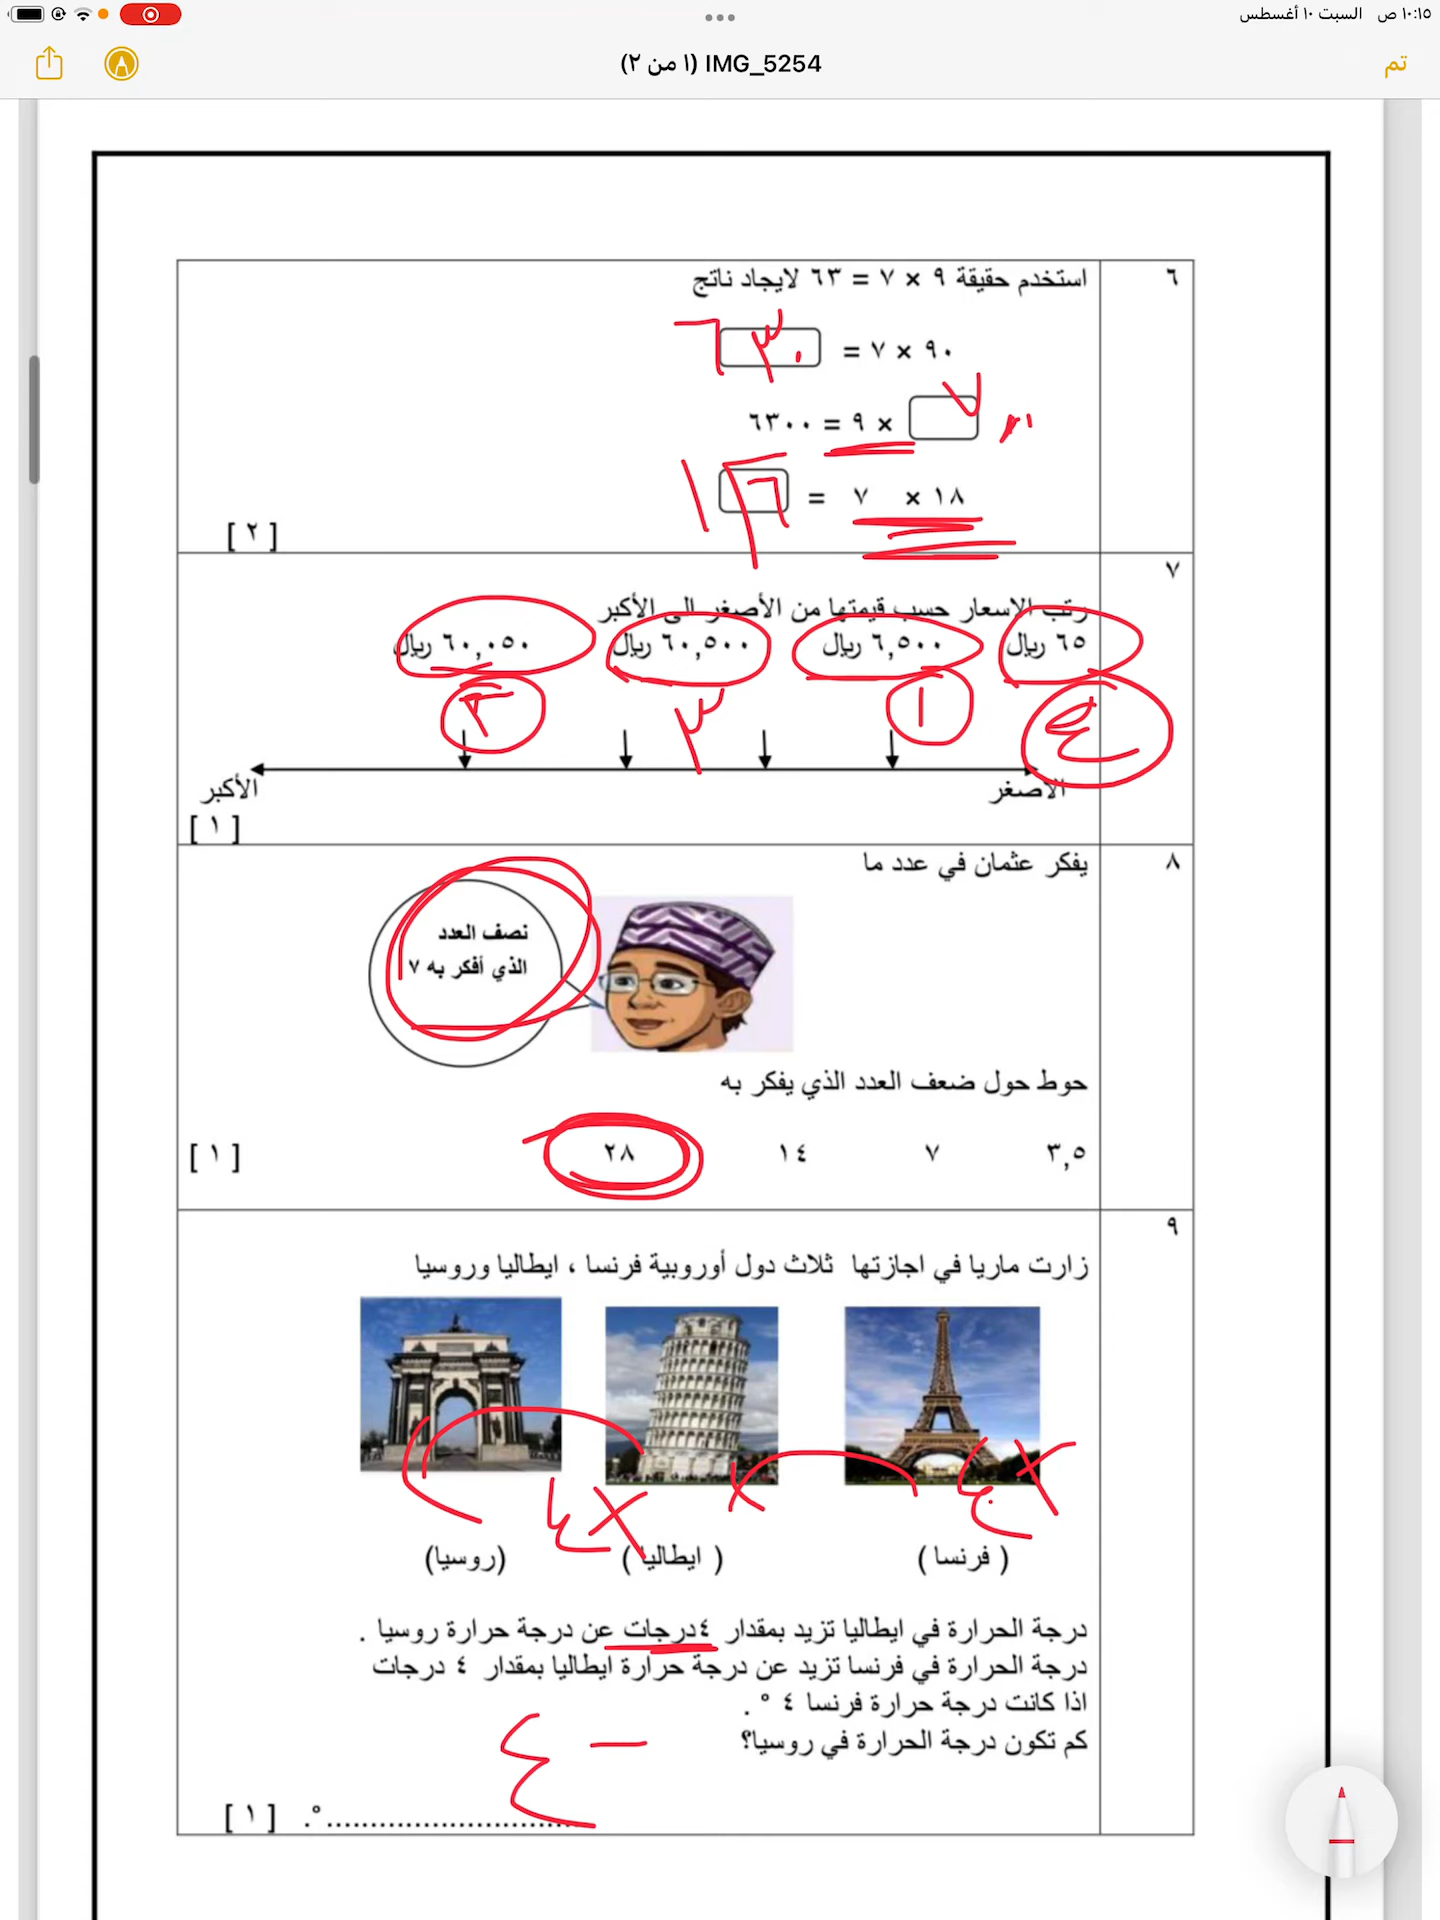 ١٠:١٥ ص السبت ١٠ أغسطس
تم
IMG_5254 (١ من ٢)
٦
استخدم حقيقة ٩ × ٧ = ٦٣ لايجاد ناتج
٩٠ × ٧ = ٦٣٠
٧٠٠ × ٩ = ٦٣٠٠
١٨ × ٧ = ١٢٦
[ ٢ ]
٧
رتب الاسعار حسب قيمتها من الأصغر الى الأكبر
٦٥ ريال ٦,٥٠٠ ريال ٦٠,٥٠٠ ريال ٦٠,٠٥٠ ريال
٤ ١ ٣ ٢
الأصغر الأكبر
[ ١ ]
٨
يفكر عثمان في عدد ما
نصف العدد
الذي أفكر به ٧
حوط حول ضعف العدد الذي يفكر به
٣,٥ ٧ ١٤ ٢٨
[ ١ ]
٩
زارت ماريا في اجازتها ثلاث دول أوروبية فرنسا ، ايطاليا وروسيا
( فرنسا ) ( ايطاليا ) (روسيا)
درجة الحرارة في ايطاليا تزيد بمقدار ٤درجات عن درجة حرارة روسيا .
درجة الحرارة في فرنسا تزيد عن درجة حرارة ايطاليا بمقدار ٤ درجات
اذا كانت درجة حرارة فرنسا ٤ ° .
كم تكون درجة الحرارة في روسيا؟
- ٤
..............................°.
[ ١ ]